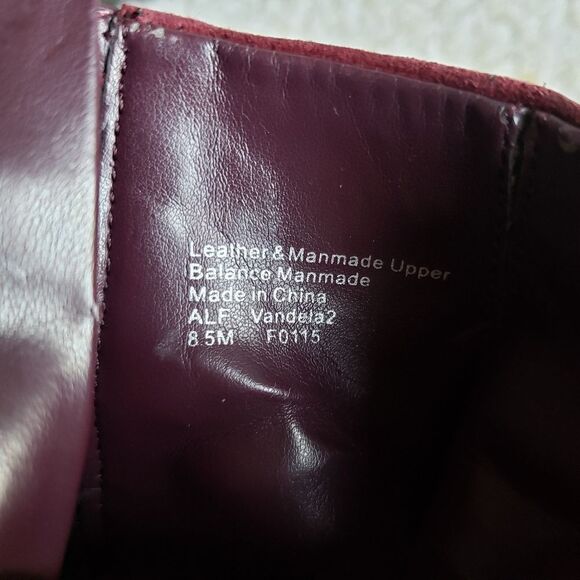 Leather & Manmade Upper
Balance Manmade
Made in China
ALF Vandela2
8.5M F0115